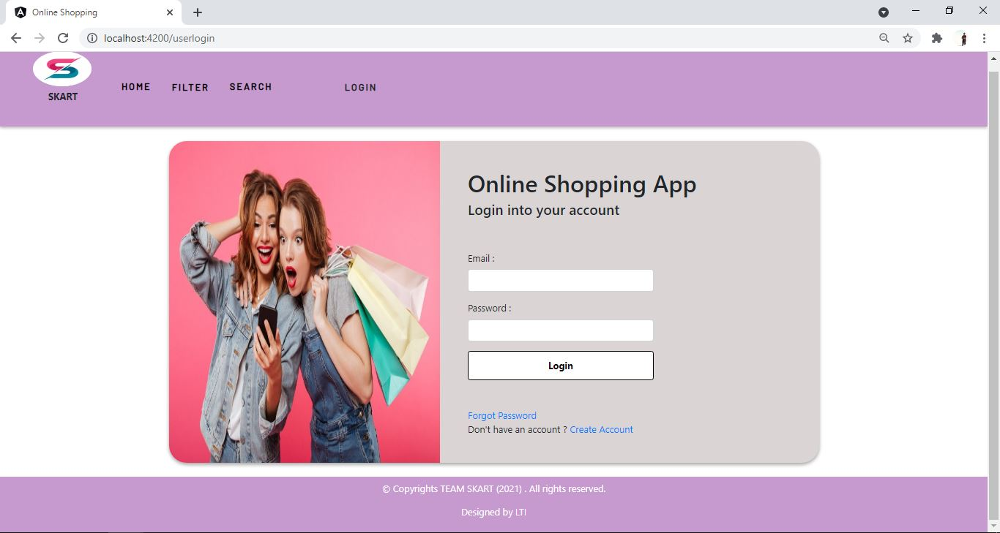 Online Shopping
localhost:4200/userlogin
SKART
HOME
FILTER
SEARCH
LOGIN
Online Shopping App
Login into your account
Email :
Password :
Login
Forgot Password
Don't have an account ? Create Account
© Copyrights TEAM SKART (2021) . All rights reserved.
Designed by LTI